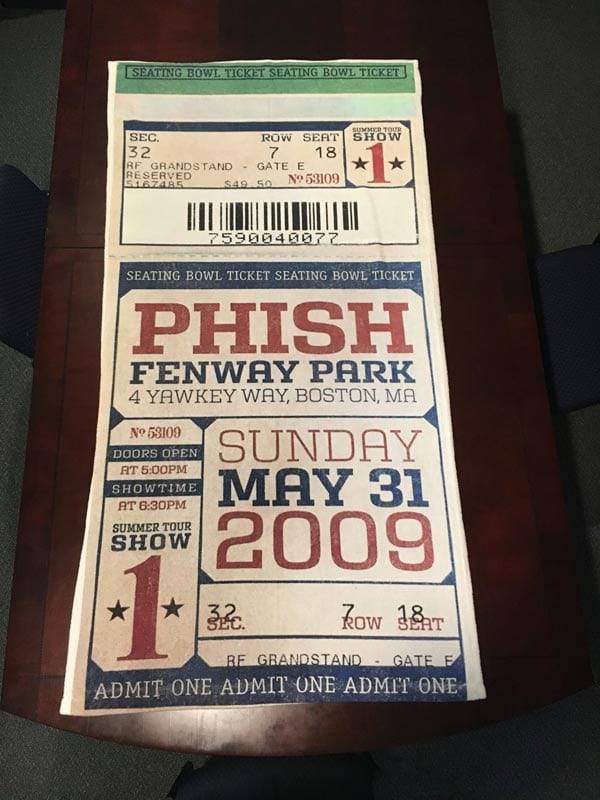 SEATING BOWL TICKET SEATING BOWL TICKET
SEC. ROW SEAT
32 7 18
RF GRANDSTAND - GATE E
RESERVED
5167485 $49.50 Nº 53109
SUMMER TOUR
SHOW
1
7590040077
SEATING BOWL TICKET SEATING BOWL TICKET
PHISH
FENWAY PARK
4 YAWKEY WAY, BOSTON, MA
Nº 53109
DOORS OPEN
AT 5:00PM
SHOWTIME
AT 6:30PM
SUMMER TOUR
SHOW
1
SUNDAY
MAY 31
2009
32 7 18
SEC. ROW SEAT
RF GRANDSTAND - GATE E
ADMIT ONE ADMIT ONE ADMIT ONE